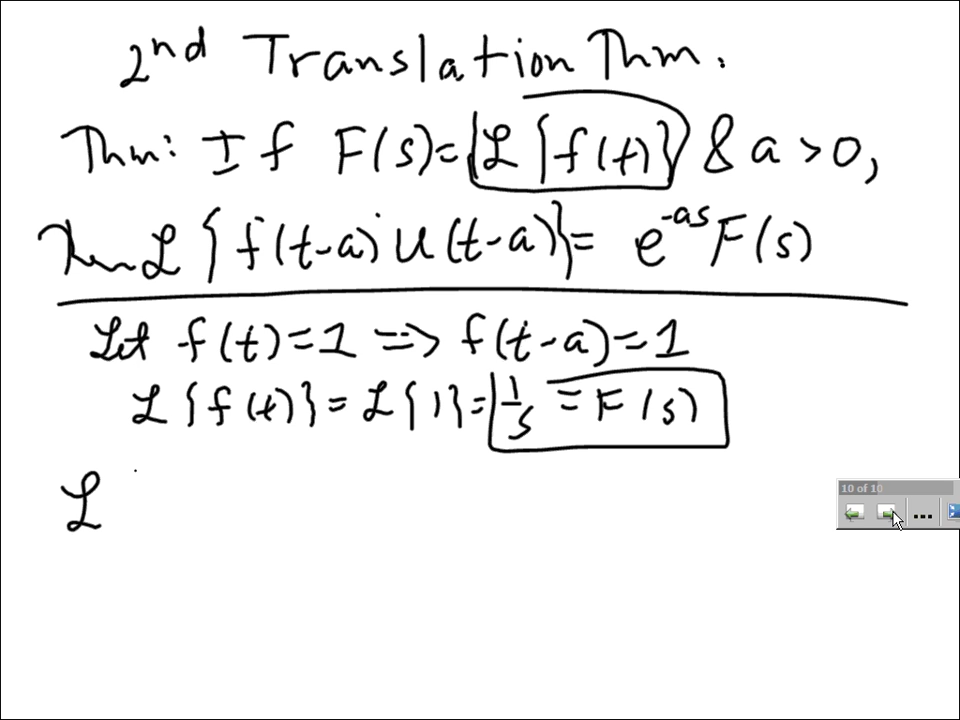 2nd Translation Thm.
Thm: If F(s)=ℒ{f(t)} & a>0,
Then ℒ{f(t-a)U(t-a)}= e^{-as}F(s)
Let f(t)=1 => f(t-a)=1
ℒ{f(t)}=ℒ{1}=1/s = F(s)
ℒ
10 of 10
...